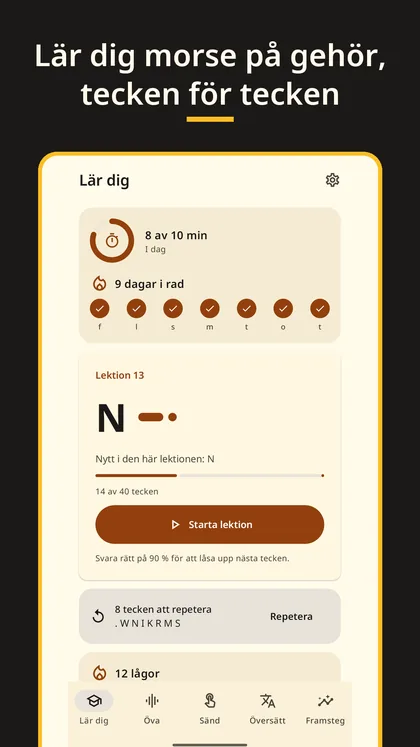 Lär dig morse på gehör,
tecken för tecken
Lär dig
8 av 10 min
I dag
9 dagar i rad
f l s m t o t
Lektion 13
N
Nytt i den här lektionen: N
14 av 40 tecken
Starta lektion
Svara rätt på 90 % för att låsa upp nästa tecken.
8 tecken att repetera
. W N I K R M S
Repetera
12 lågor
Lär dig Öva Sänd Översätt Framsteg